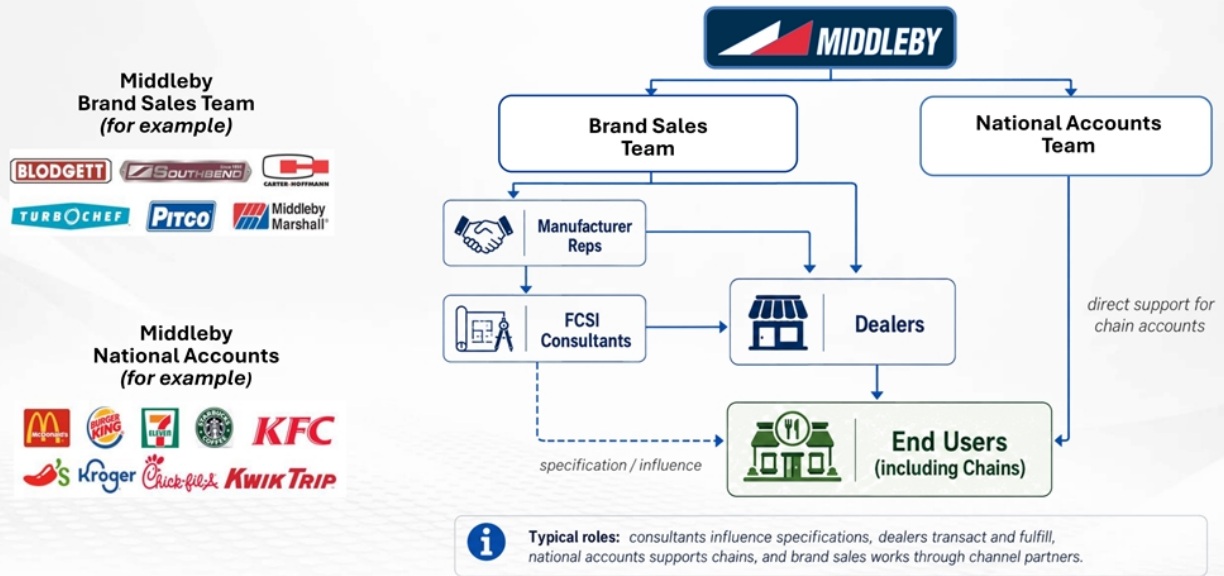 MIDDLEBY
Middleby
Brand Sales Team
(for example)
BLODGETT
Since 1898
SOUTHBEND
CARTER-HOFFMANN
TURBOCHEF
PITCO
Middleby
Marshall
Middleby
National Accounts
(for example)
McDonald's
BURGER
KING
7
ELEVEN
STARBUCKS
COFFEE
KFC
's
Kroger
Chick-fil-A
KWIK TRIP
Brand Sales
Team
National Accounts
Team
Manufacturer
Reps
FCSI
Consultants
Dealers
direct support for
chain accounts
End Users
(including Chains)
specification / influence
Typical roles: consultants influence specifications, dealers transact and fulfill,
national accounts supports chains, and brand sales works through channel partners.